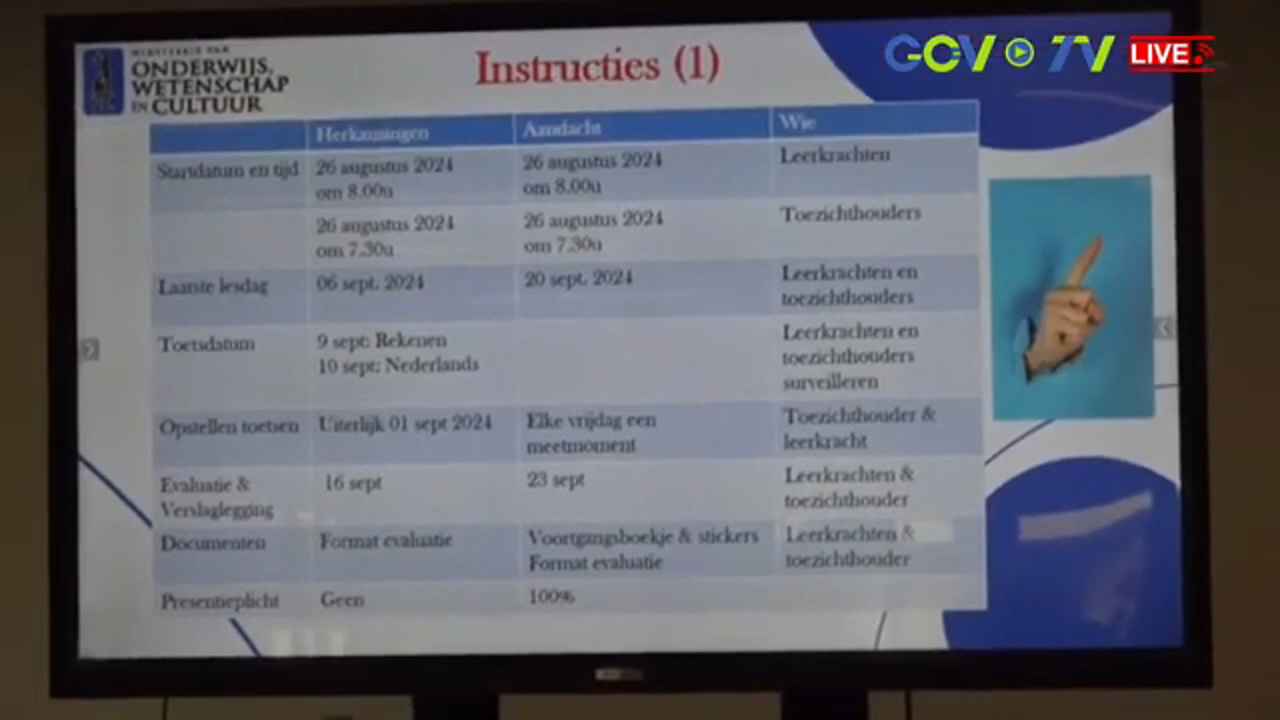 MINISTERIE VAN
ONDERWIJS,
WETENSCHAP
EN CULTUUR
Instructies (1)
GOV TV LIVE
Herkansingen Aandacht Wie
Startdatum en tijd 26 augustus 2024 26 augustus 2024 Leerkrachten
om 8.00u om 8.00u
26 augustus 2024 26 augustus 2024 Toezichthouders
om 7.30u om 7.30u
Laatste lesdag 06 sept. 2024 20 sept. 2024 Leerkrachten en
toezichthouders
Toetsdatum 9 sept: Rekenen Leerkrachten en
10 sept: Nederlands toezichthouders
surveilleren
Opstellen toetsen Uiterlijk 01 sept 2024 Elke vrijdag een Toezichthouder &
meetmoment leerkracht
Evaluatie & 16 sept 23 sept Leerkrachten &
Verslaglegging toezichthouder
Documenten Format evaluatie Voortgangsboekje & stickers Leerkrachten &
Format evaluatie toezichthouder
Presentieplicht Geen 100%